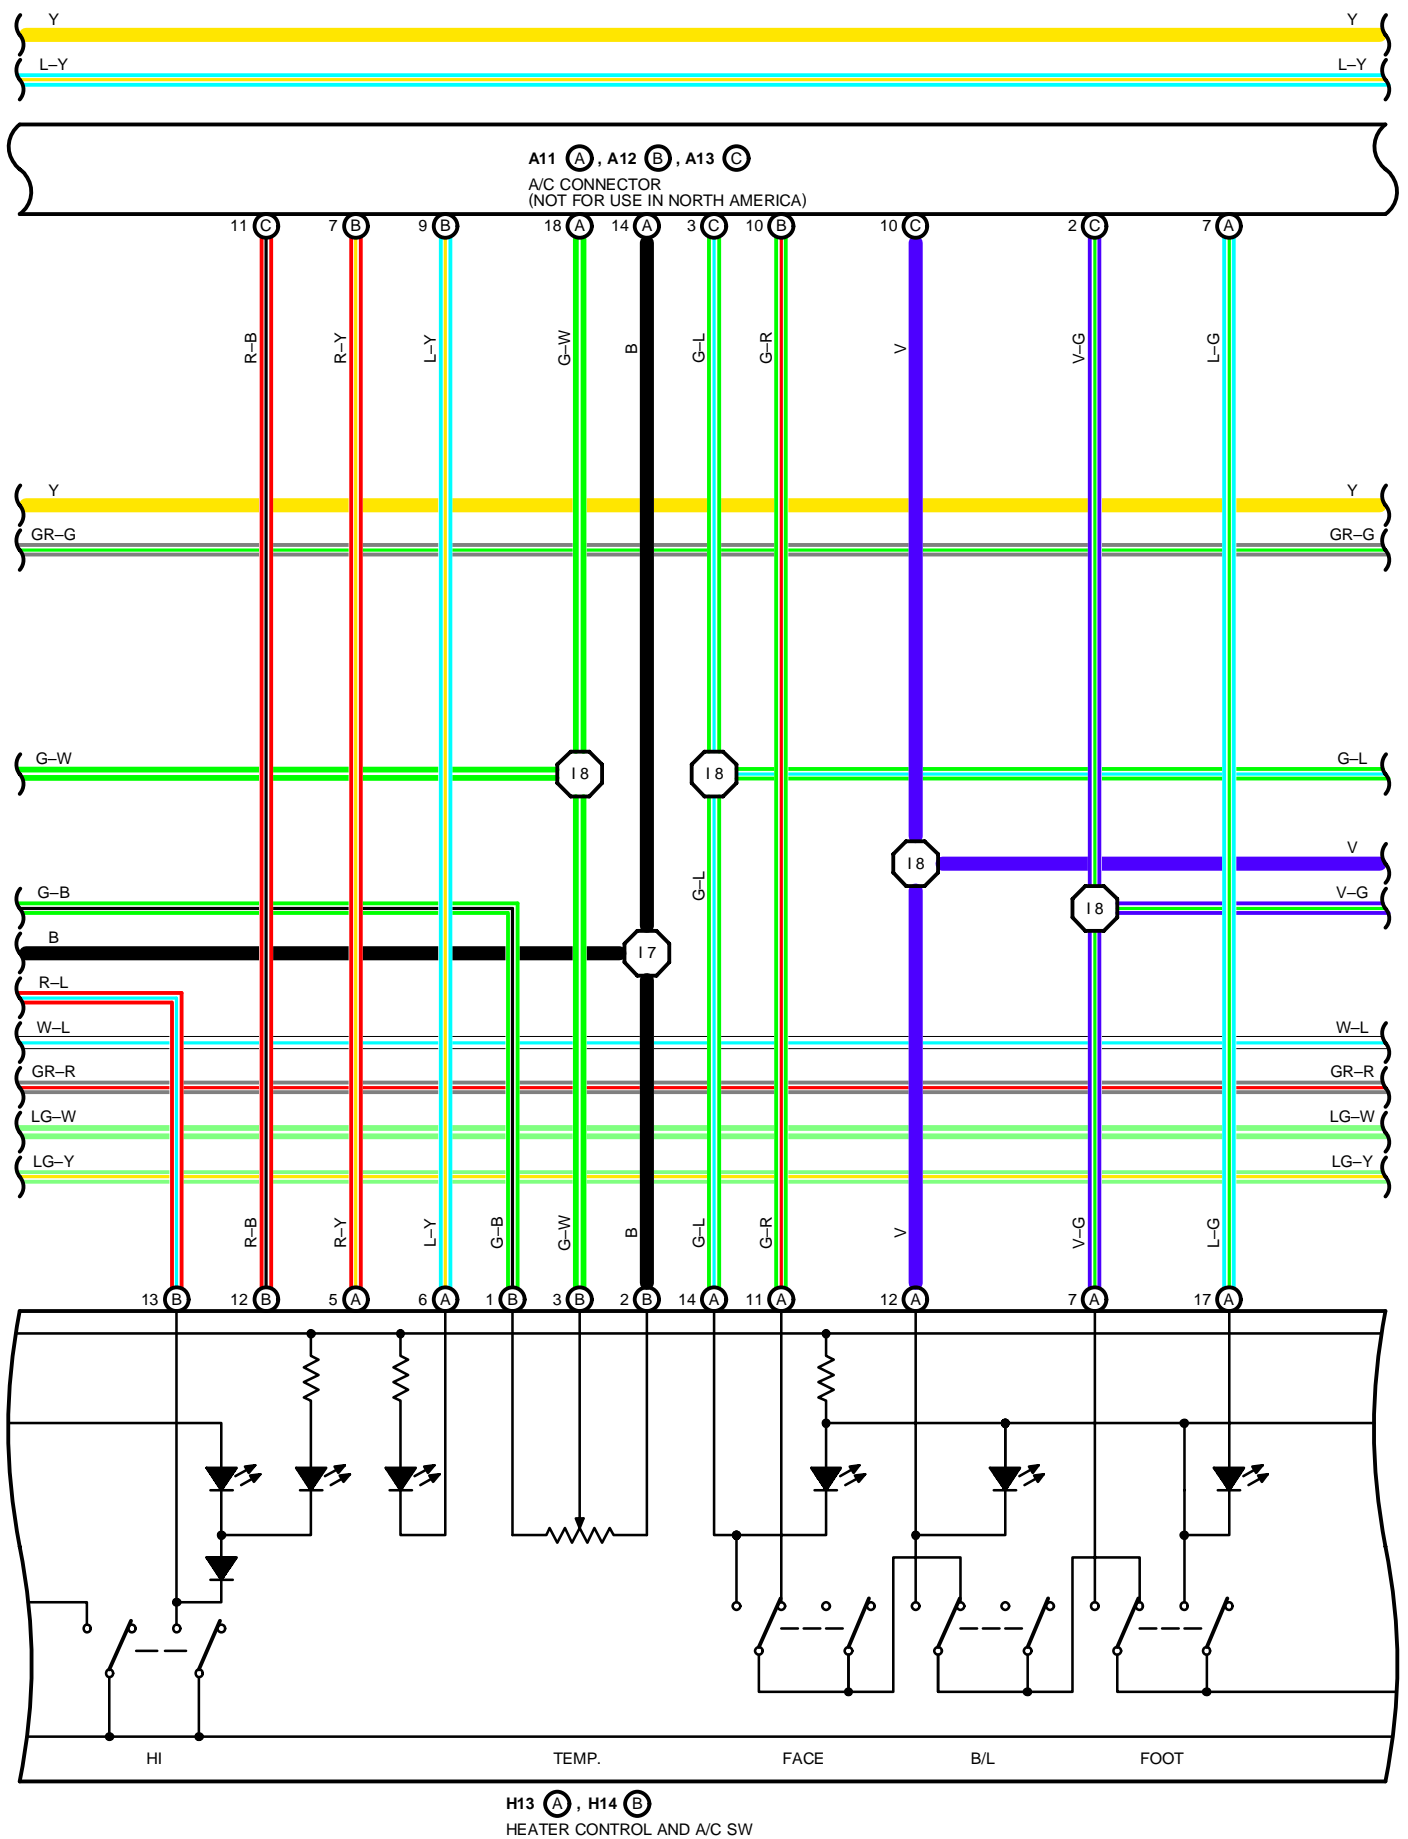 Y Y
L–Y L–Y
A11 A , A12 B , A13 C
A/C CONNECTOR
(NOT FOR USE IN NORTH AMERICA)
11 C 7 B 9 B 18 A 14 A 3 C 10 B 10 C 2 C 7 A
R–B R–Y L–Y G–W B G–L G–R V V–G L–G
Y Y
GR–G GR–G
G–W G–L
I 8 I 8
V
I 8
G–L
G–B V–G
I 8
B
I 7
R–L
W–L W–L
GR–R GR–R
LG–W LG–W
LG–Y LG–Y
R–B R–Y L–Y G–B G–W B G–L G–R V V–G L–G
13 B 12 B 5 A 6 A 1 B 3 B 2 B 14 A 11 A 12 A 7 A 17 A
HI TEMP. FACE B/L FOOT
H13 A , H14 B
HEATER CONTROL AND A/C SW